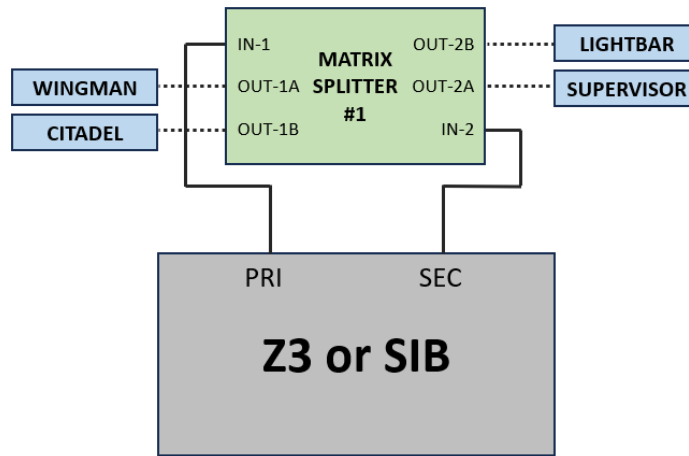 IN-1
MATRIX
SPLITTER
#1
OUT-2B
LIGHTBAR
WINGMAN
OUT-1A
OUT-2A
SUPERVISOR
CITADEL
OUT-1B
IN-2
PRI
SEC
Z3 or SIB